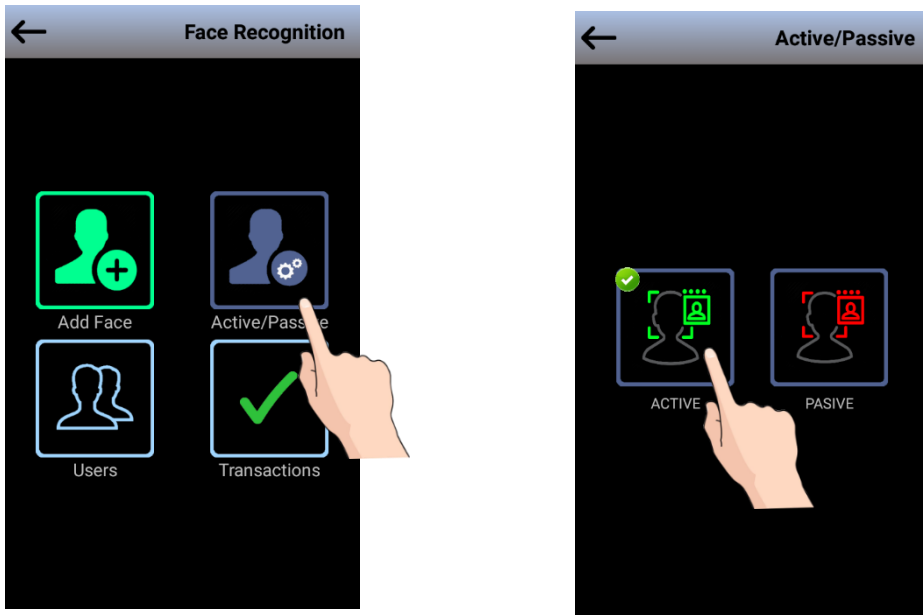 Face Recognition
Add Face
Active/Passive
Users
Transactions
Active/Passive
ACTIVE
PASIVE